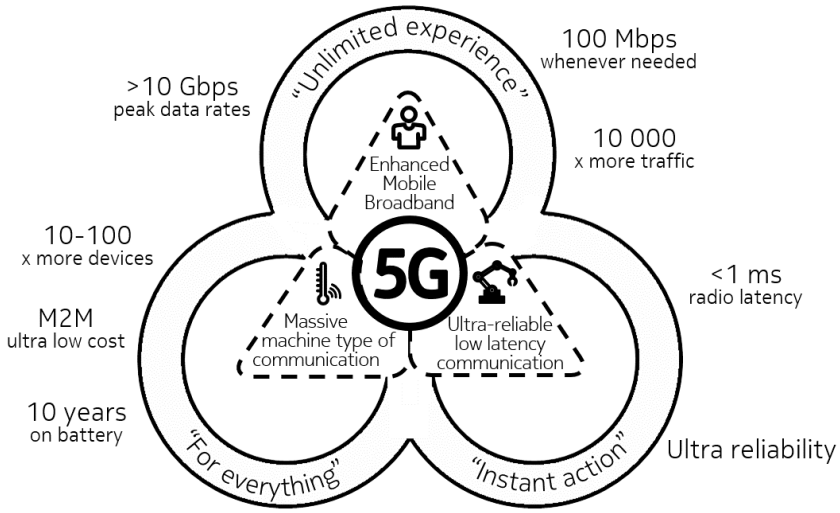 “Unlimited experience”
>10 Gbps
peak data rates
100 Mbps
whenever needed
10 000
x more traffic
Enhanced
Mobile
Broadband
5G
10-100
x more devices
M2M
ultra low cost
10 years
on battery
Massive
machine type of
communication
“For everything”
Ultra-reliable
low latency
communication
<1 ms
radio latency
Ultra reliability
“Instant action”